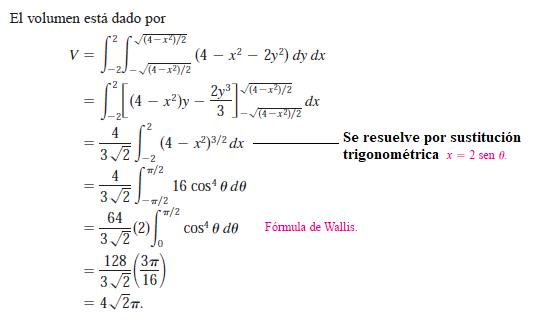 El volumen está dado por
V = ∫_{-2}^{2} ∫_{-√((4-x²)/2)}^{√((4-x²)/2)} (4 − x² − 2y²) dy dx
= ∫_{-2}^{2} [(4 − x²)y − 2y³/3]_{-√((4-x²)/2)}^{√((4-x²)/2)} dx
= 4/(3√2) ∫_{-2}^{2} (4 − x²)^{3/2} dx Se resuelve por sustitución
trigonométrica x = 2 sen θ.
= 4/(3√2) ∫_{-π/2}^{π/2} 16 cos⁴ θ dθ
= 64/(3√2) (2) ∫_{0}^{π/2} cos⁴ θ dθ Fórmula de Wallis.
= 128/(3√2) (3π/16)
= 4√2π.